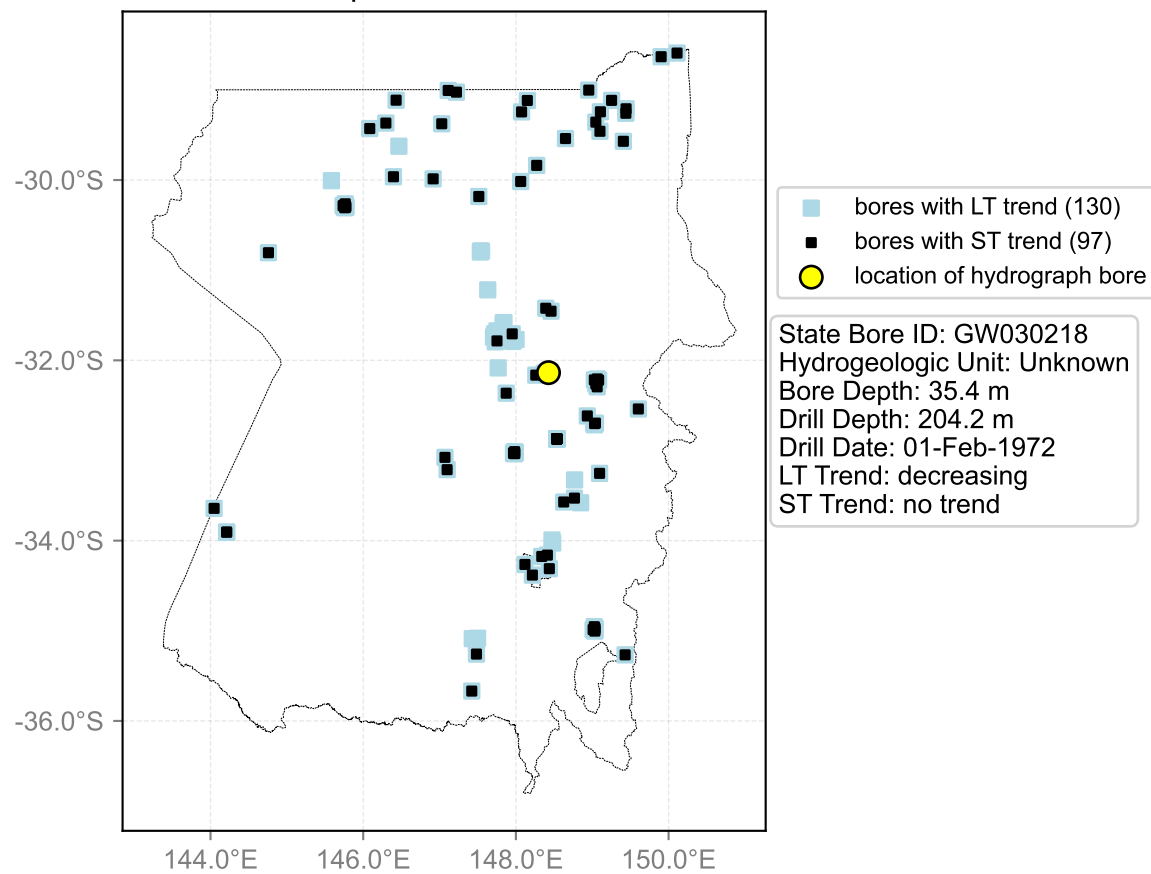 -30.0°S
-32.0°S
-34.0°S
-36.0°S
144.0°E
146.0°E
148.0°E
150.0°E
bores with LT trend (130)
bores with ST trend (97)
location of hydrograph bore
State Bore ID: GW030218
Hydrogeologic Unit: Unknown
Bore Depth: 35.4 m
Drill Depth: 204.2 m
Drill Date: 01-Feb-1972
LT Trend: decreasing
ST Trend: no trend